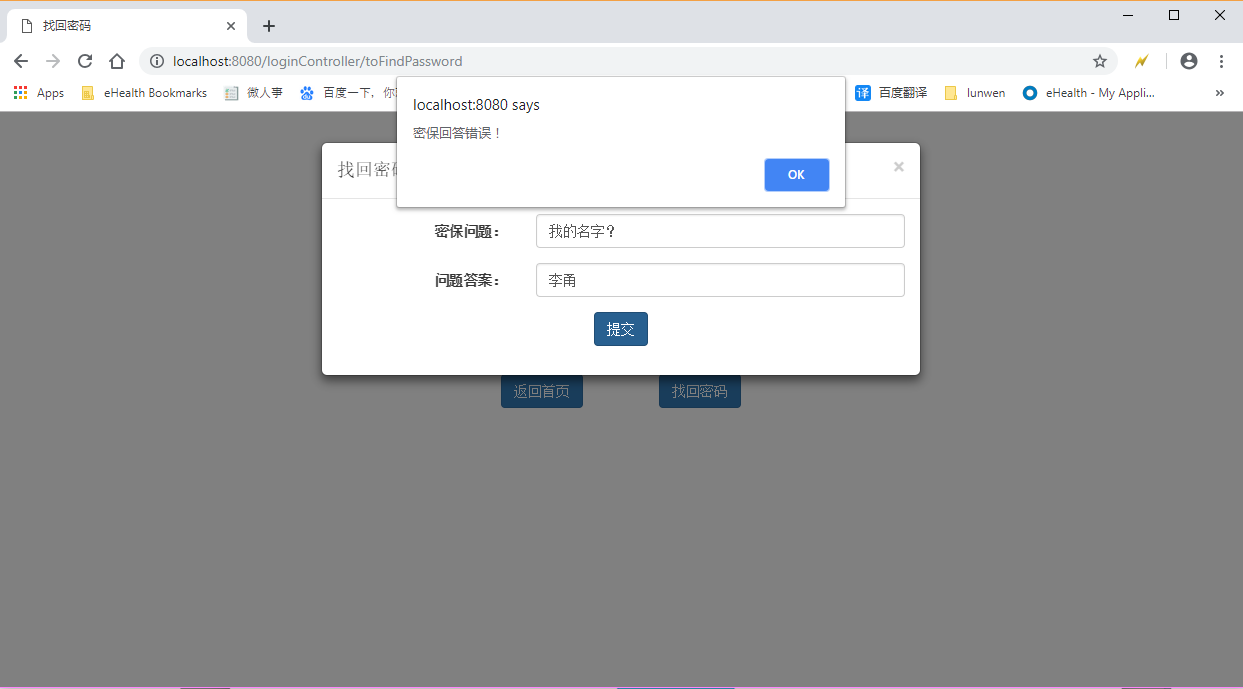 找回密码
localhost:8080/loginController/toFindPassword
Apps
eHealth Bookmarks
微人事
百度一下，你
译
百度翻译
lunwen
eHealth - My Appli...
»
localhost:8080 says
密保回答错误！
OK
找回密
×
密保问题：
我的名字？
问题答案：
李甬
提交
返回首页
找回密码